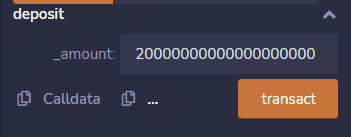 deposit
_amount: 20000000000000000000
Calldata ...
transact